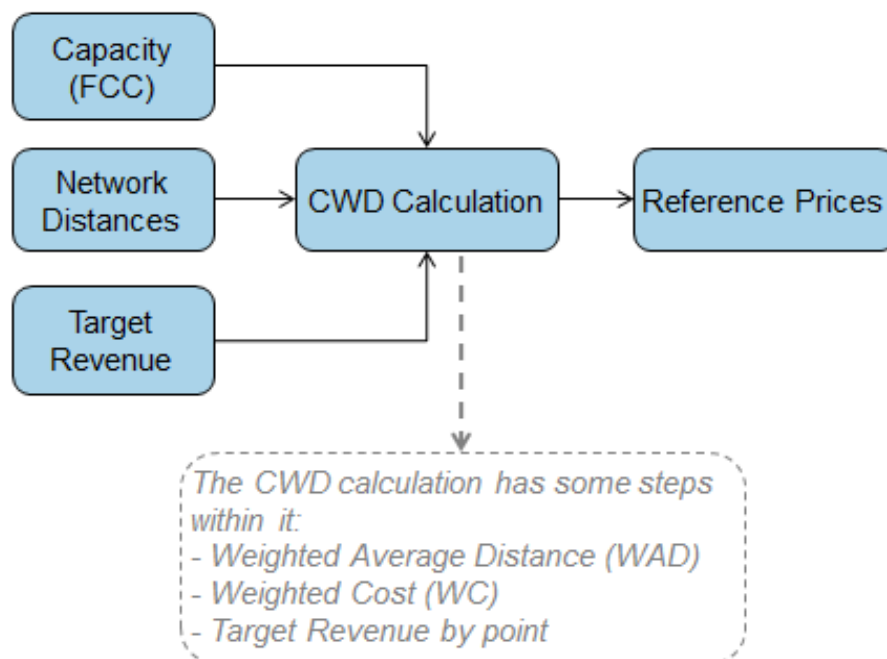 Capacity
(FCC)
Network
Distances
CWD Calculation
Reference Prices
Target
Revenue
The CWD calculation has some steps
within it:
- Weighted Average Distance (WAD)
- Weighted Cost (WC)
- Target Revenue by point